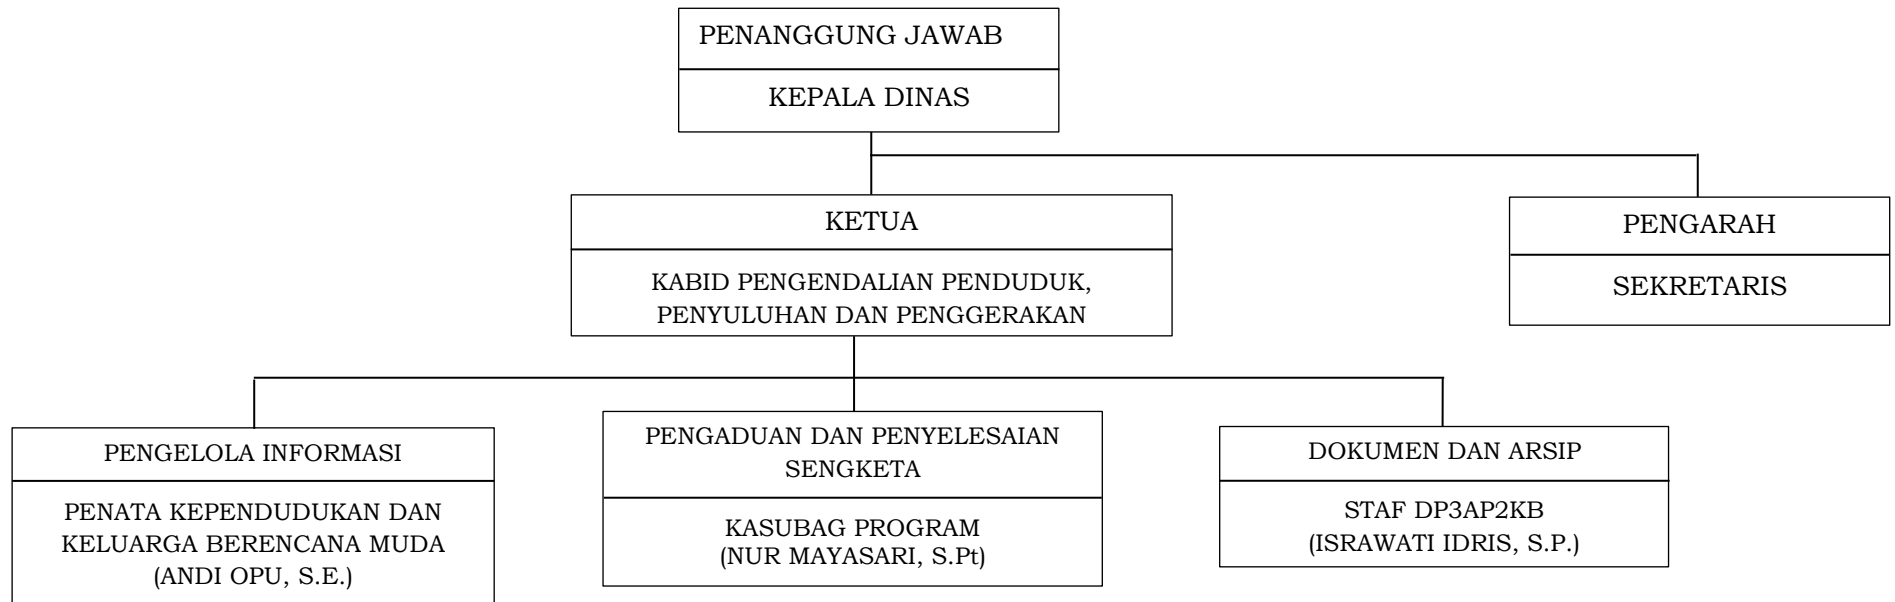 PENANGGUNG JAWAB
KEPALA DINAS
KETUA
KABID PENGENDALIAN PENDUDUK,
PENYULUHAN DAN PENGGERAKAN
PENGARAH
SEKRETARIS
PENGELOLA INFORMASI
PENATA KEPENDUDUKAN DAN
KELUARGA BERENCANA MUDA
(ANDI OPU, S.E.)
PENGADUAN DAN PENYELESAIAN
SENGKETA
KASUBAG PROGRAM
(NUR MAYASARI, S.Pt)
DOKUMEN DAN ARSIP
STAF DP3AP2KB
(ISRAWATI IDRIS, S.P.)